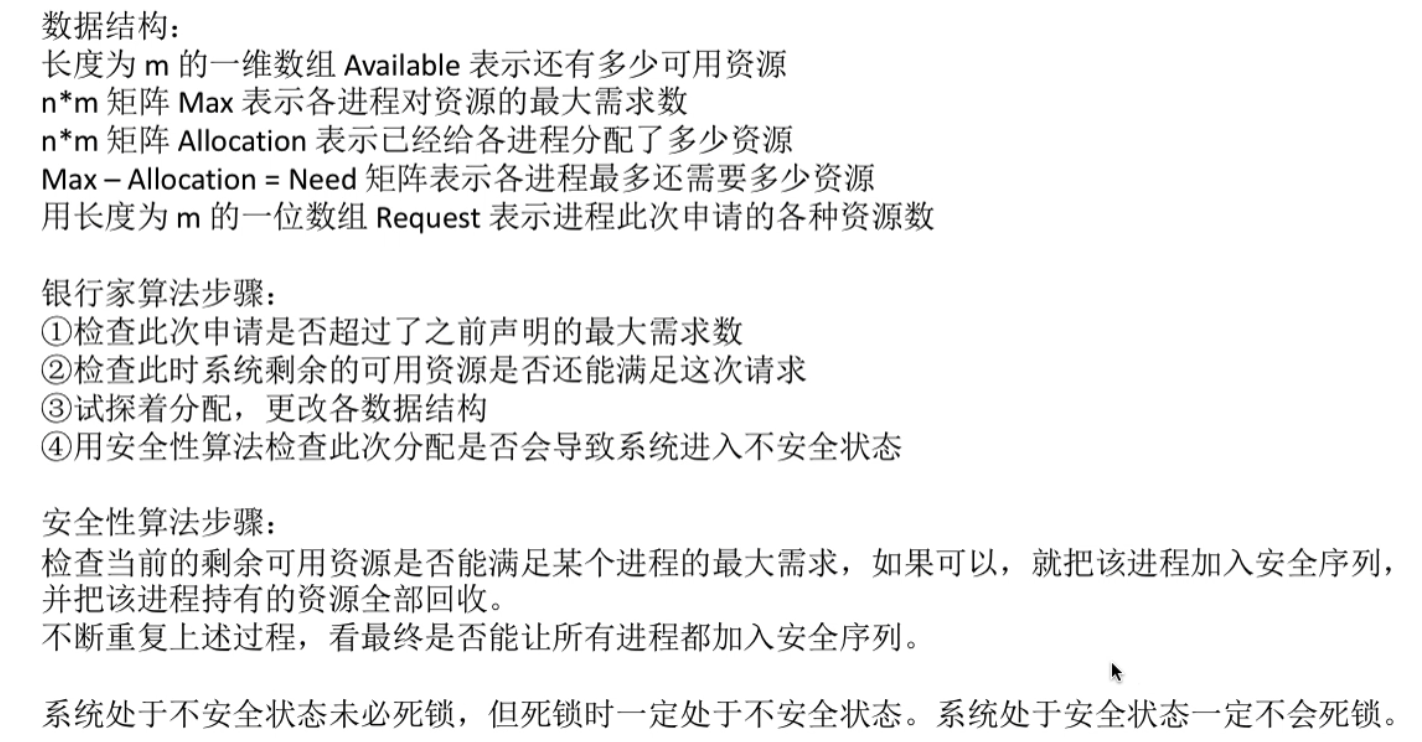 数据结构：
长度为 m 的一维数组 Available 表示还有多少可用资源
n*m 矩阵 Max 表示各进程对资源的最大需求数
n*m 矩阵 Allocation 表示已经给各进程分配了多少资源
Max – Allocation = Need 矩阵表示各进程最多还需要多少资源
用长度为 m 的一位数组 Request 表示进程此次申请的各种资源数
银行家算法步骤：
①检查此次申请是否超过了之前声明的最大需求数
②检查此时系统剩余的可用资源是否还能满足这次请求
③试探着分配，更改各数据结构
④用安全性算法检查此次分配是否会导致系统进入不安全状态
安全性算法步骤：
检查当前的剩余可用资源是否能满足某个进程的最大需求，如果可以，就把该进程加入安全序列，
并把该进程持有的资源全部回收。
不断重复上述过程，看最终是否能让所有进程都加入安全序列。
系统处于不安全状态未必死锁，但死锁时一定处于不安全状态。系统处于安全状态一定不会死锁。